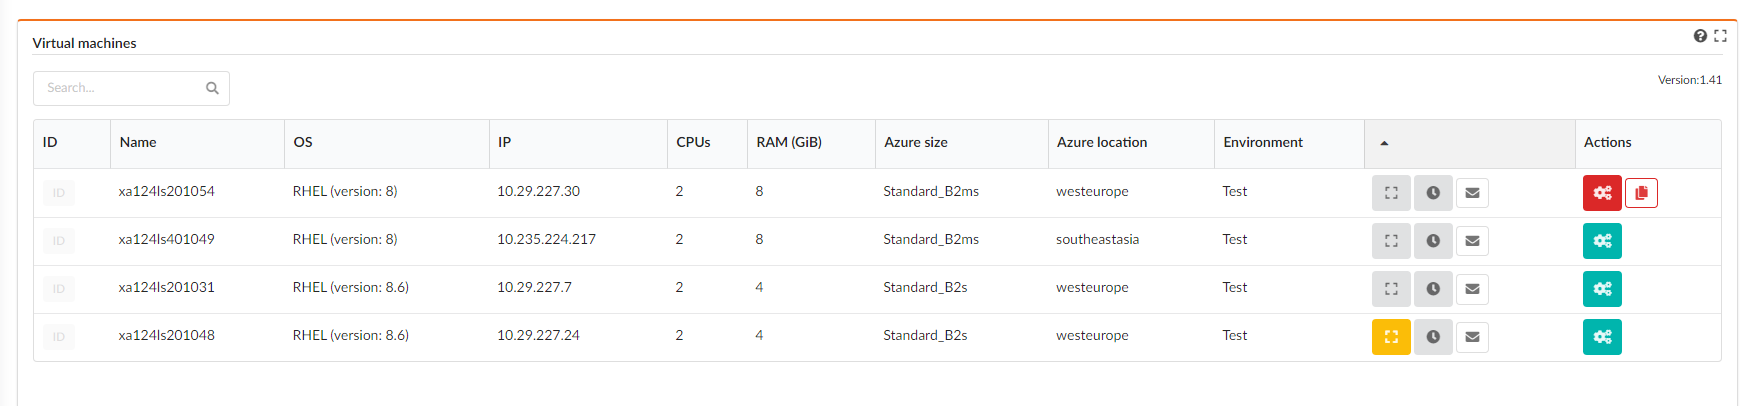 Virtual machines
Search...
Version:1.41
ID Name OS IP CPUs RAM (GiB) Azure size Azure location Environment Actions
ID xa124ls201054 RHEL (version: 8) 10.29.227.30 2 8 Standard_B2ms westeurope Test
ID xa124ls401049 RHEL (version: 8) 10.235.224.217 2 8 Standard_B2ms southeastasia Test
ID xa124ls201031 RHEL (version: 8.6) 10.29.227.7 2 4 Standard_B2s westeurope Test
ID xa124ls201048 RHEL (version: 8.6) 10.29.227.24 2 4 Standard_B2s westeurope Test